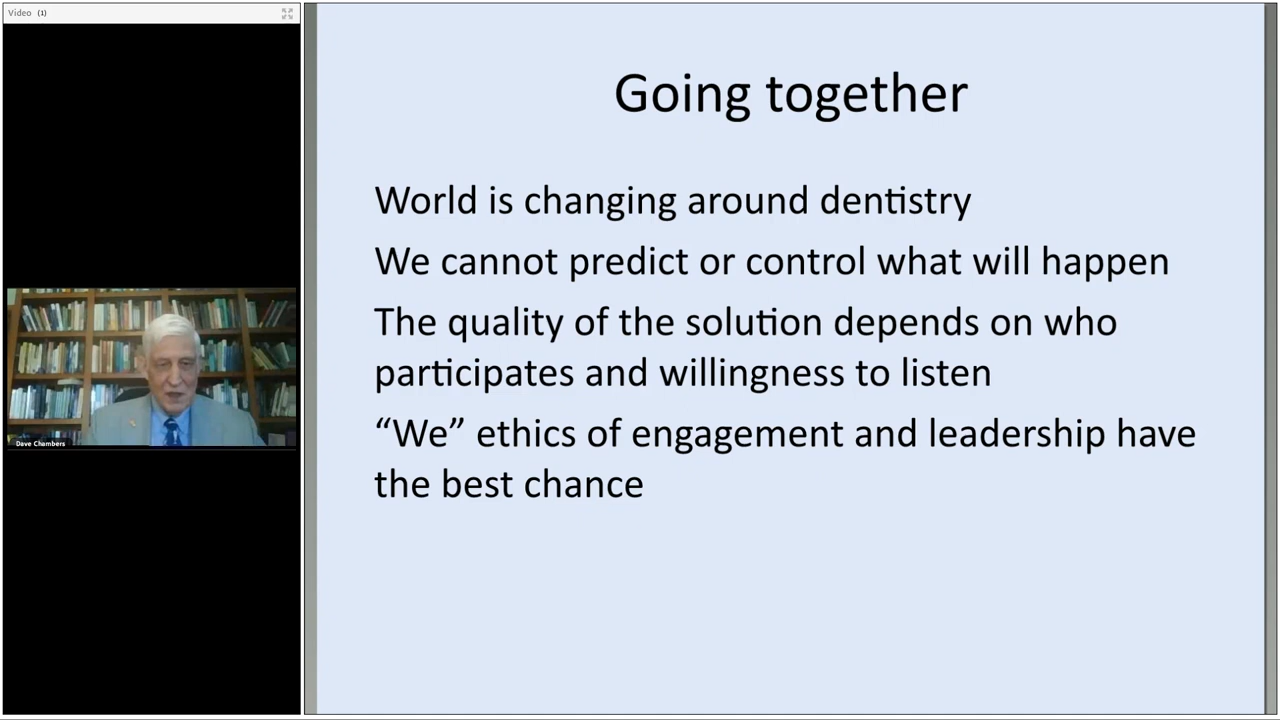 Video (1)
Dave Chambers
Going together
World is changing around dentistry
We cannot predict or control what will happen
The quality of the solution depends on who
participates and willingness to listen
“We” ethics of engagement and leadership have
the best chance